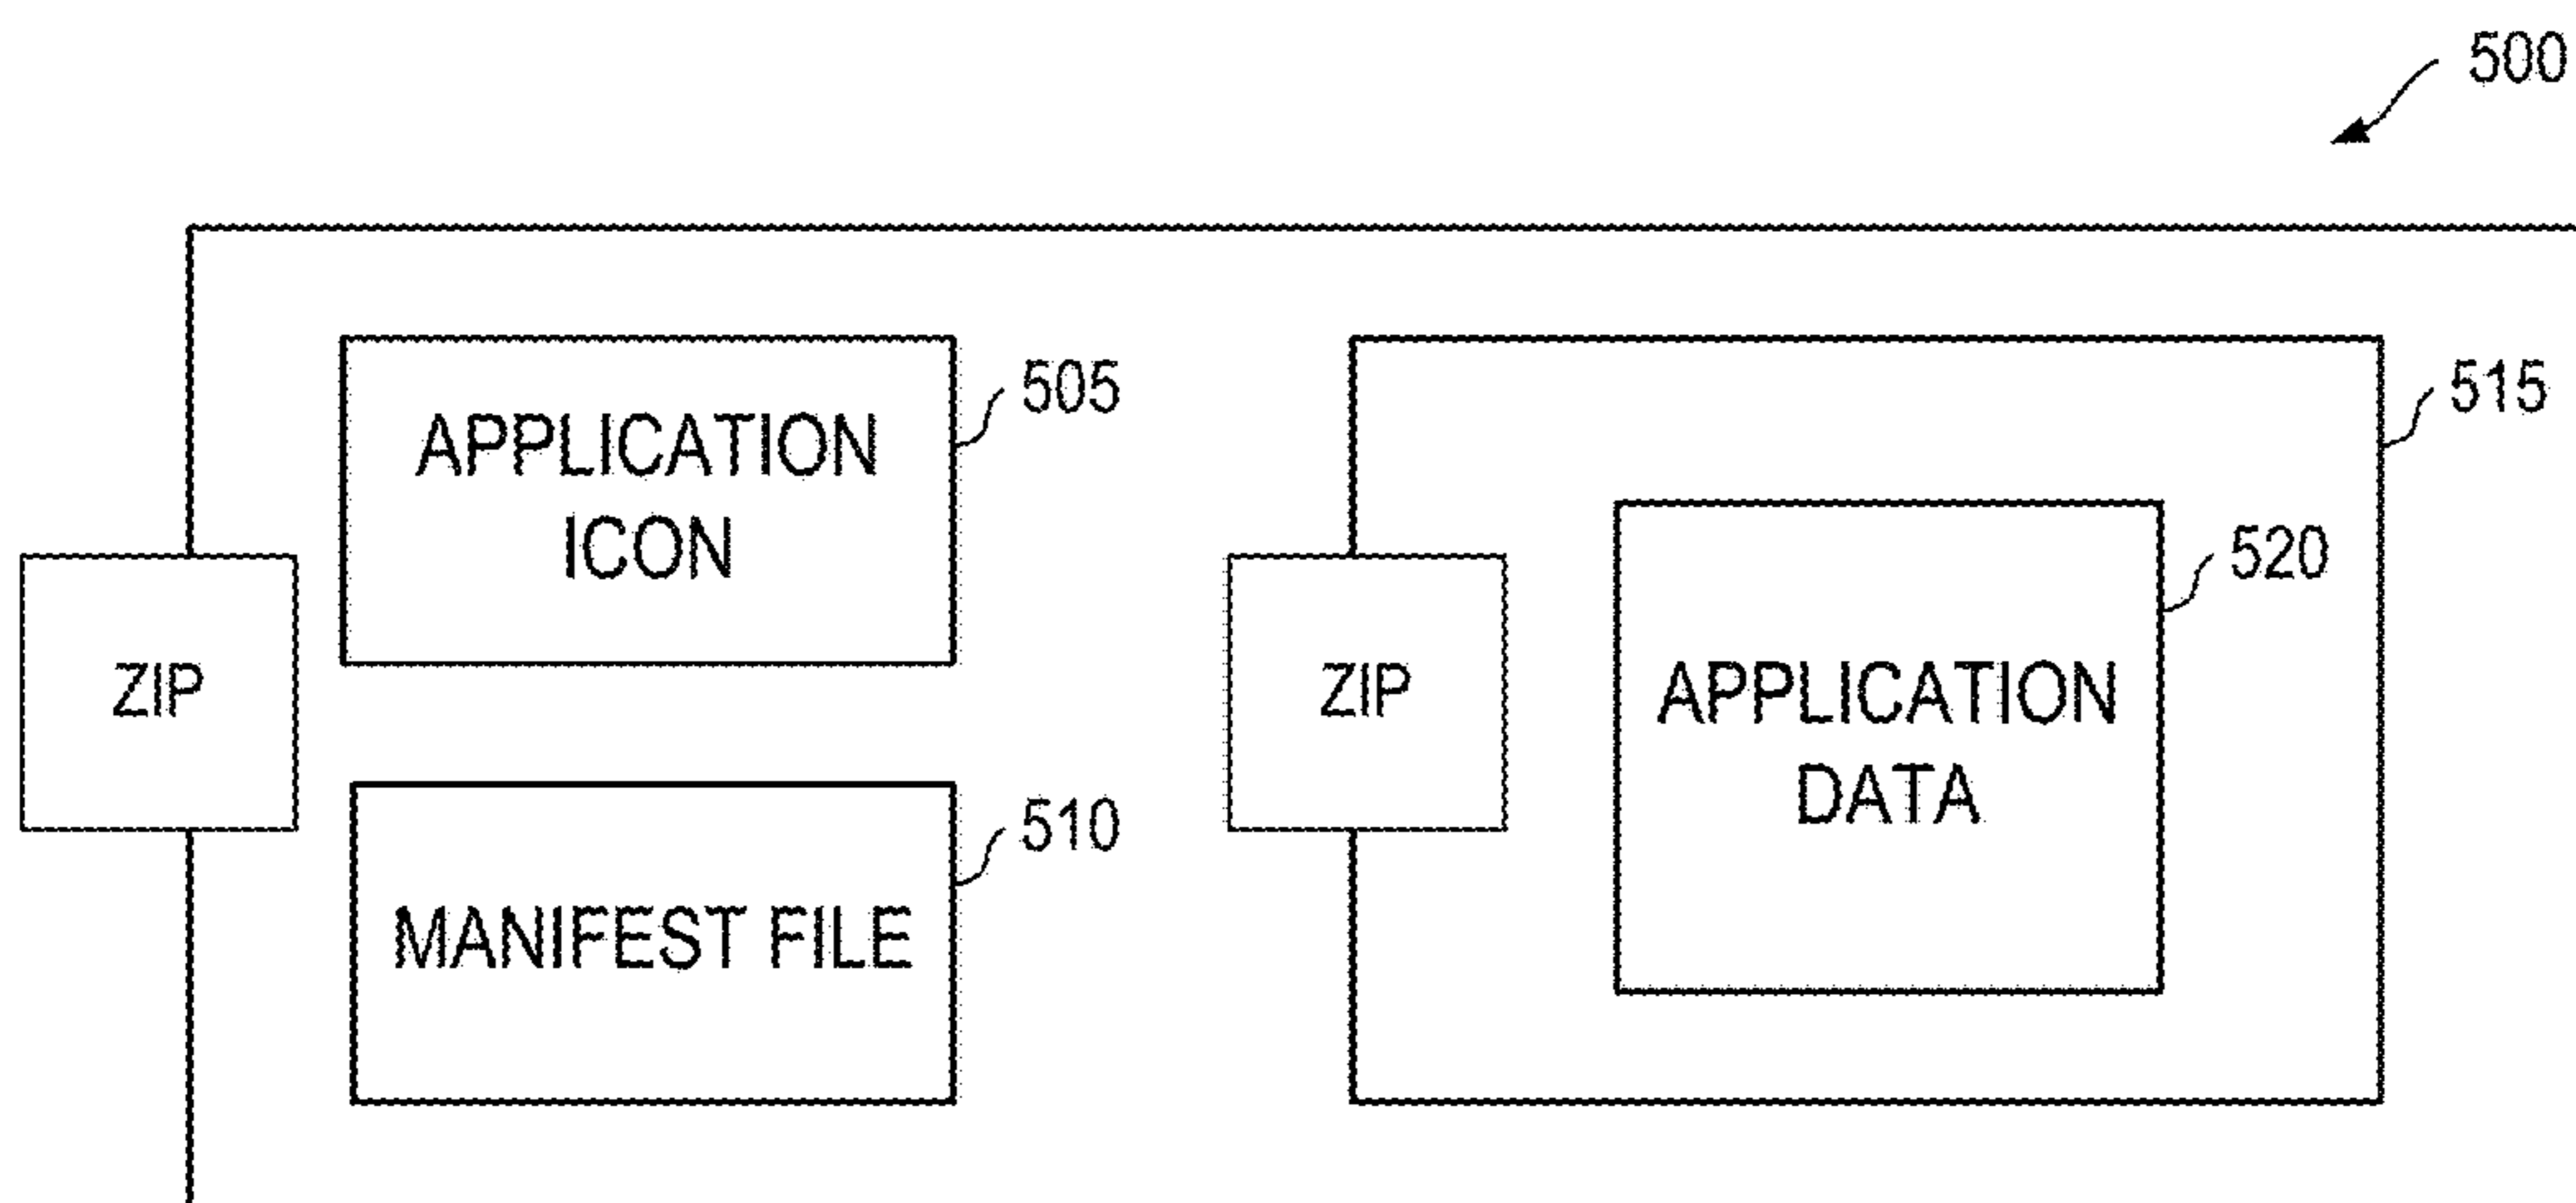 500
APPLICATION
ICON
505
515
ZIP
MANIFEST FILE
510
ZIP
APPLICATION
DATA
520